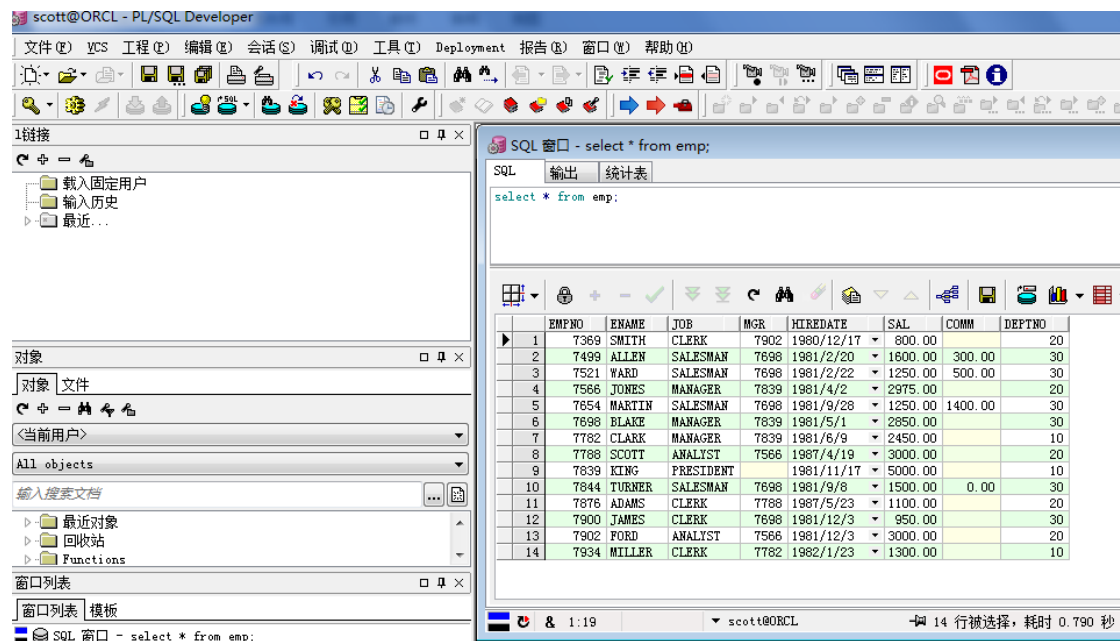 scott@ORCL - PL/SQL Developer
文件(F) VCS 工程(P) 编辑(E) 会话(S) 调试(D) 工具(T) Deployment 报告(R) 窗口(W) 帮助(H)
1链接
载入固定用户
输入历史
最近...
对象
对象 文件
<当前用户>
All objects
输入搜索文档
最近对象
回收站
Functions
窗口列表
窗口列表 模板
SQL 窗口 - select * from emp;
SQL 窗口 - select * from emp;
SQL 输出 统计表
select * from emp;
EMPNO ENAME JOB MGR HIREDATE SAL COMM DEPTNO
1 7369 SMITH CLERK 7902 1980/12/17 800.00 20
2 7499 ALLEN SALESMAN 7698 1981/2/20 1600.00 300.00 30
3 7521 WARD SALESMAN 7698 1981/2/22 1250.00 500.00 30
4 7566 JONES MANAGER 7839 1981/4/2 2975.00 20
5 7654 MARTIN SALESMAN 7698 1981/9/28 1250.00 1400.00 30
6 7698 BLAKE MANAGER 7839 1981/5/1 2850.00 30
7 7782 CLARK MANAGER 7839 1981/6/9 2450.00 10
8 7788 SCOTT ANALYST 7566 1987/4/19 3000.00 20
9 7839 KING PRESIDENT 1981/11/17 5000.00 10
10 7844 TURNER SALESMAN 7698 1981/9/8 1500.00 0.00 30
11 7876 ADAMS CLERK 7788 1987/5/23 1100.00 20
12 7900 JAMES CLERK 7698 1981/12/3 950.00 30
13 7902 FORD ANALYST 7566 1981/12/3 3000.00 20
14 7934 MILLER CLERK 7782 1982/1/23 1300.00 10
& 1:19 scott@ORCL 14 行被选择，耗时 0.790 秒